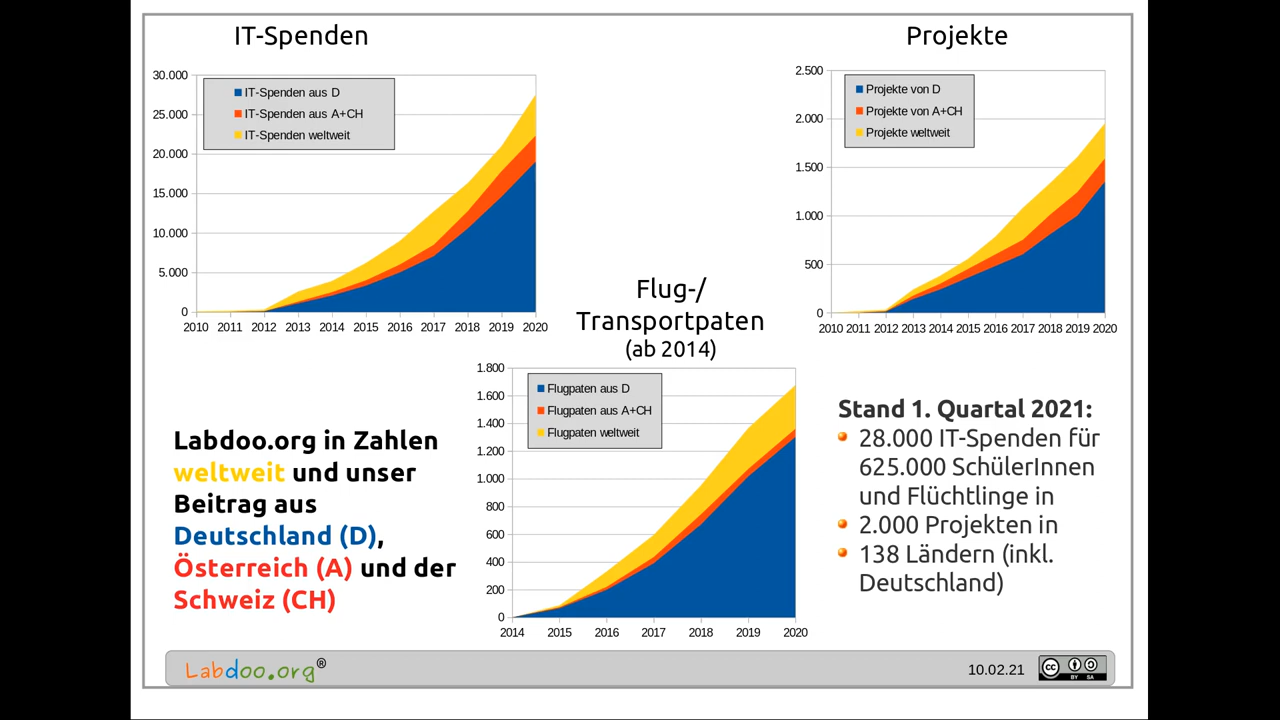 IT-Spenden
30.000
25.000
20.000
15.000
10.000
5.000
0
IT-Spenden aus D
IT-Spenden aus A+CH
IT-Spenden weltweit
2010 2011 2012 2013 2014 2015 2016 2017 2018 2019 2020
Projekte
2.500
2.000
1.500
1.000
500
0
Projekte von D
Projekte von A+CH
Projekte weltweit
2010 2011 2012 2013 2014 2015 2016 2017 2018 2019 2020
Flug-/
Transportpaten
(ab 2014)
1.800
1.600
1.400
1.200
1.000
800
600
400
200
0
Flugpaten aus D
Flugpaten aus A+CH
Flugpaten weltweit
2014 2015 2016 2017 2018 2019 2020
Labdoo.org in Zahlen
weltweit und unser
Beitrag aus
Deutschland (D),
Österreich (A) und der
Schweiz (CH)
Stand 1. Quartal 2021:
28.000 IT-Spenden für
625.000 SchülerInnen
und Flüchtlinge in
2.000 Projekten in
138 Ländern (inkl.
Deutschland)
Labdoo.org®
10.02.21
cc BY SA